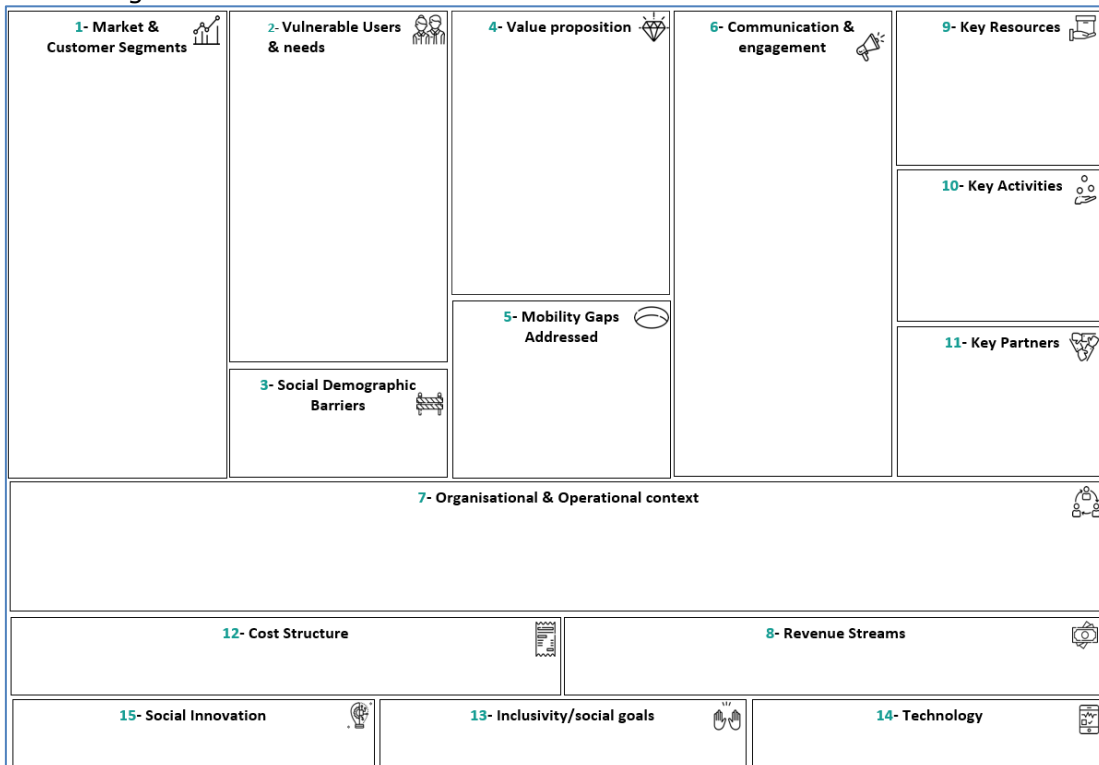 1- Market &
Customer Segments
2- Vulnerable Users
& needs
3- Social Demographic
Barriers
4- Value proposition
5- Mobility Gaps
Addressed
6- Communication &
engagement
9- Key Resources
10- Key Activities
11- Key Partners
7- Organisational & Operational context
12- Cost Structure
8- Revenue Streams
15- Social Innovation
13- Inclusivity/social goals
14- Technology